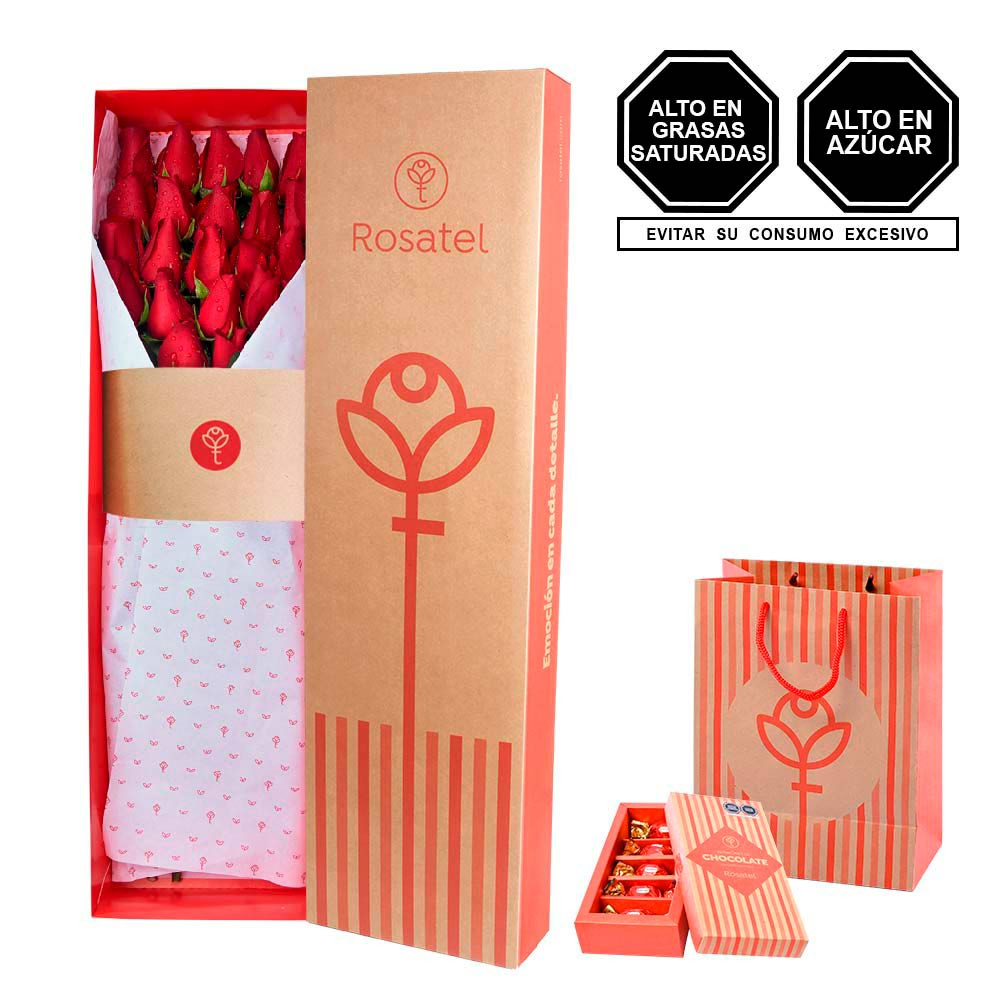 Rosatel
Emoción en cada detalle.
ALTO EN
GRASAS
SATURADAS
ALTO EN
AZÚCAR
EVITAR SU CONSUMO EXCESIVO
CHOCOLATE
Rosatel